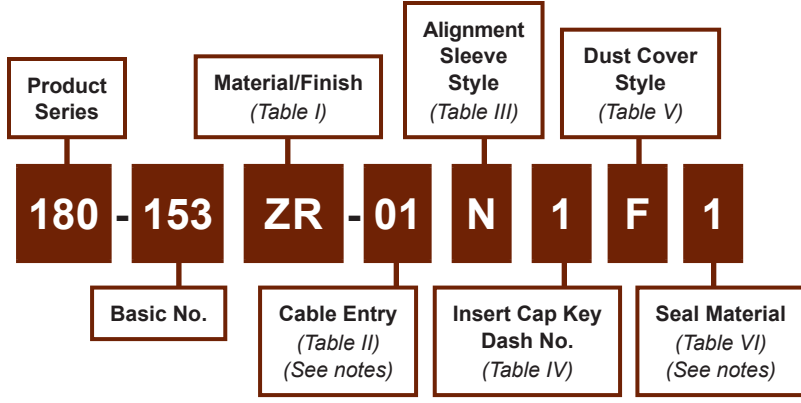 Product
Series
Material/Finish
(Table I)
Alignment
Sleeve
Style
(Table III)
Dust Cover
Style
(Table V)
180 - 153 ZR - 01 N 1 F 1
Basic No.
Cable Entry
(Table II)
(See notes)
Insert Cap Key
Dash No.
(Table IV)
Seal Material
(Table VI)
(See notes)